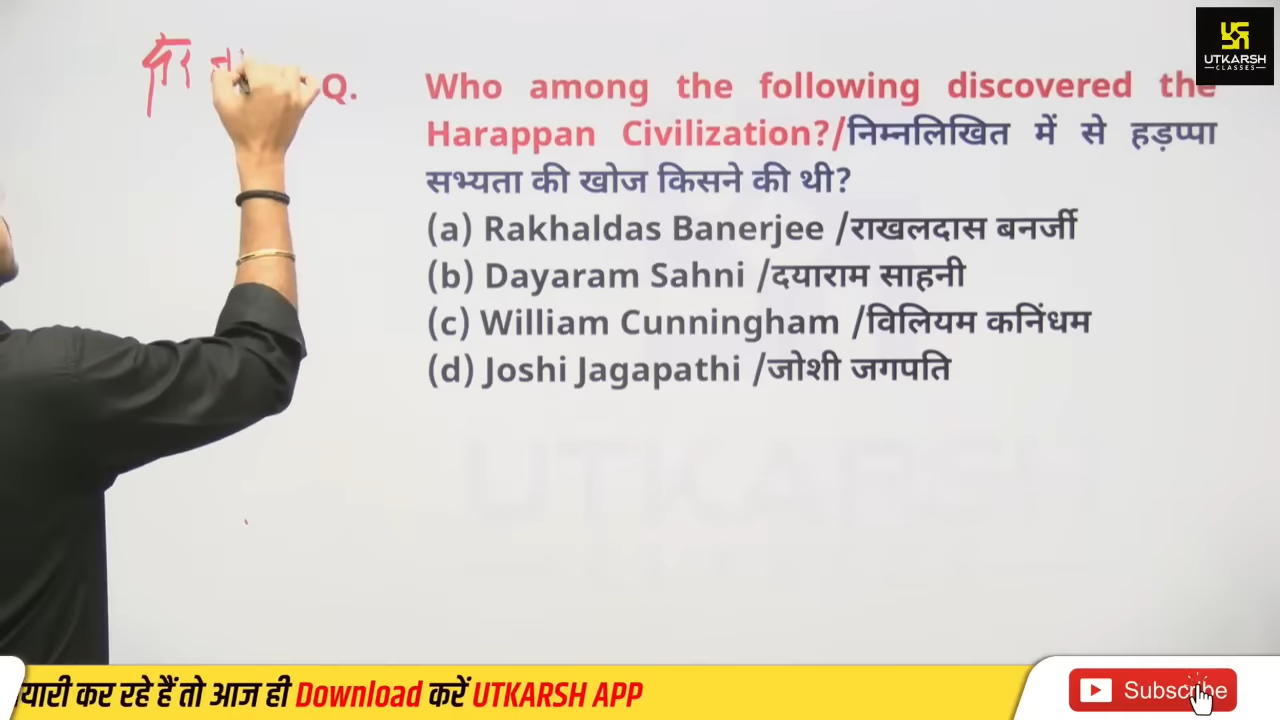 UTKARSH
CLASSES
Q. Who among the following discovered the
Harappan Civilization?/निम्नलिखित में से हड़प्पा
सभ्यता की खोज किसने की थी?
(a) Rakhaldas Banerjee /राखलदास बनर्जी
(b) Dayaram Sahni /दयाराम साहनी
(c) William Cunningham /विलियम कनिंधम
(d) Joshi Jagapathi /जोशी जगपति
UTKARSH
यारी कर रहे हैं तो आज ही Download करें UTKARSH APP
Subscribe